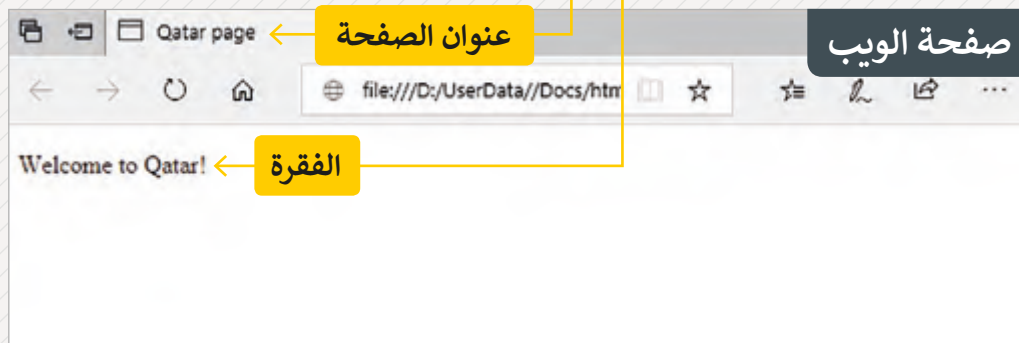 صفحة الويب
Qatar page
عنوان الصفحة
file:///D:/UserData//Docs/htm
Welcome to Qatar!
الفقرة